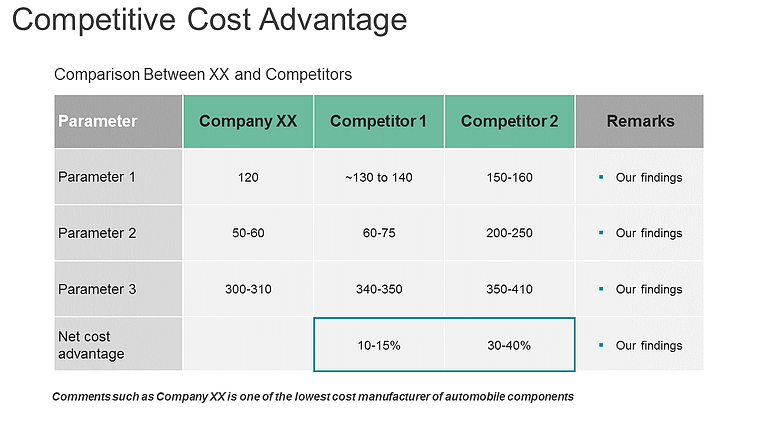 Competitive Cost Advantage
Comparison Between XX and Competitors
Parameter Company XX Competitor 1 Competitor 2 Remarks
Parameter 1 120 ~130 to 140 150-160 ▪ Our findings
Parameter 2 50-60 60-75 200-250 ▪ Our findings
Parameter 3 300-310 340-350 350-410 ▪ Our findings
Net cost
advantage 10-15% 30-40% ▪ Our findings
Comments such as Company XX is one of the lowest cost manufacturer of automobile components